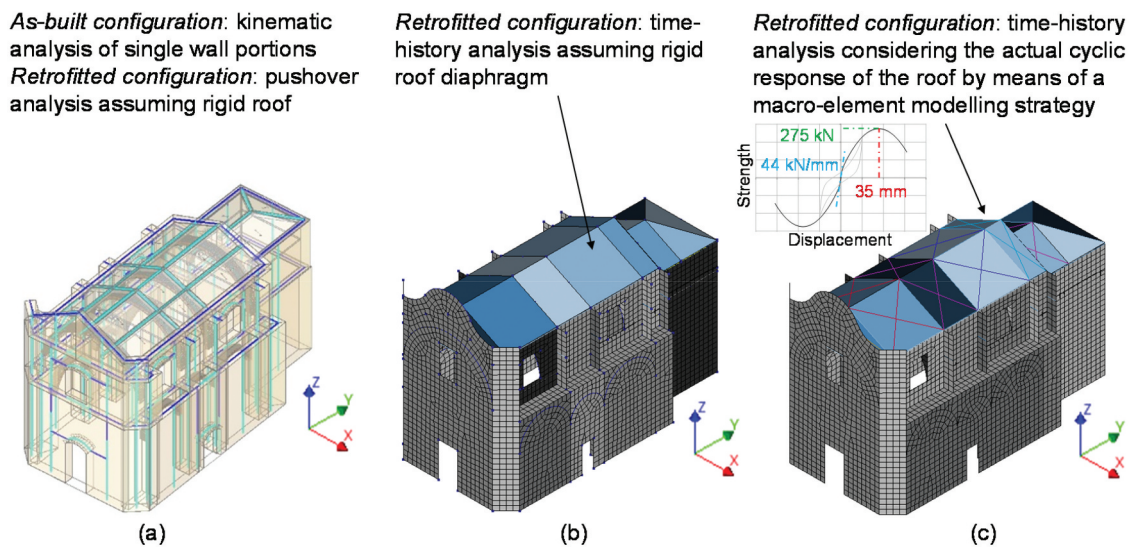 As-built configuration: kinematic
analysis of single wall portions
Retrofitted configuration: pushover
analysis assuming rigid roof
Retrofitted configuration: time-
history analysis assuming rigid
roof diaphragm
Retrofitted configuration: time-history
analysis considering the actual cyclic
response of the roof by means of a
macro-element modelling strategy
275 kN
44 kN/mm
35 mm
Strength
Displacement
Z
Y
X
Z
Y
X
Z
Y
X
(a)
(b)
(c)